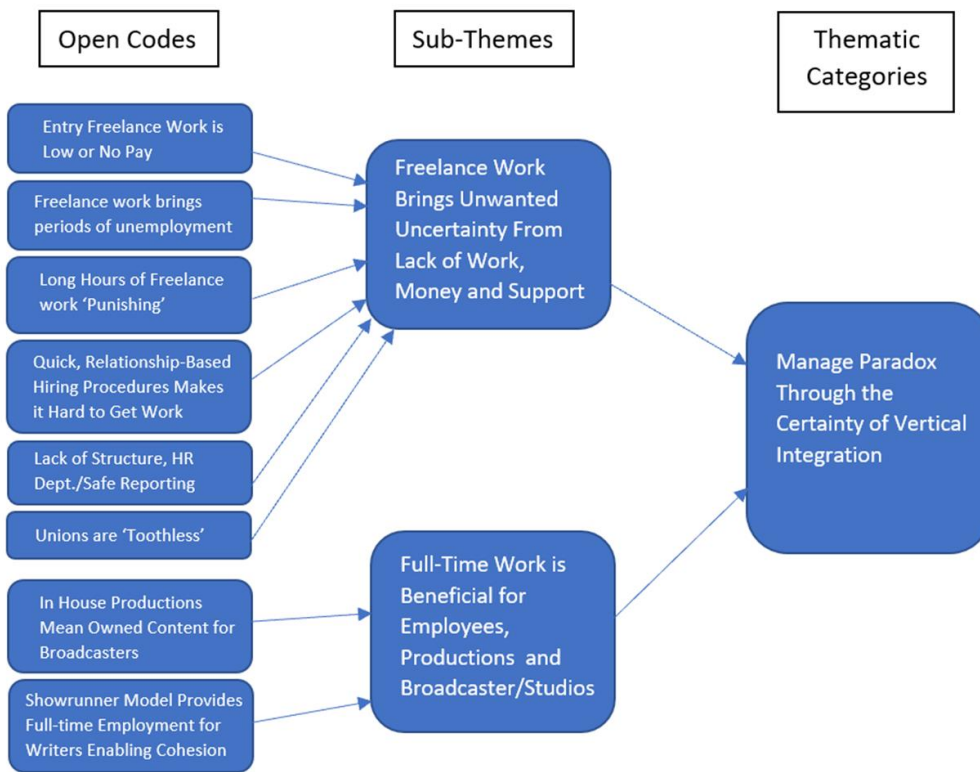 Open Codes
Sub-Themes
Thematic
Categories
Entry Freelance Work is
Low or No Pay
Freelance work brings
periods of unemployment
Long Hours of Freelance
work ‘Punishing’
Quick, Relationship-Based
Hiring Procedures Makes
it Hard to Get Work
Lack of Structure, HR
Dept./Safe Reporting
Unions are ‘Toothless’
In House Productions
Mean Owned Content for
Broadcasters
Showrunner Model Provides
Full-time Employment for
Writers Enabling Cohesion
Freelance Work
Brings Unwanted
Uncertainty From
Lack of Work,
Money and Support
Full-Time Work is
Beneficial for
Employees,
Productions and
Broadcaster/Studios
Manage Paradox
Through the
Certainty of Vertical
Integration